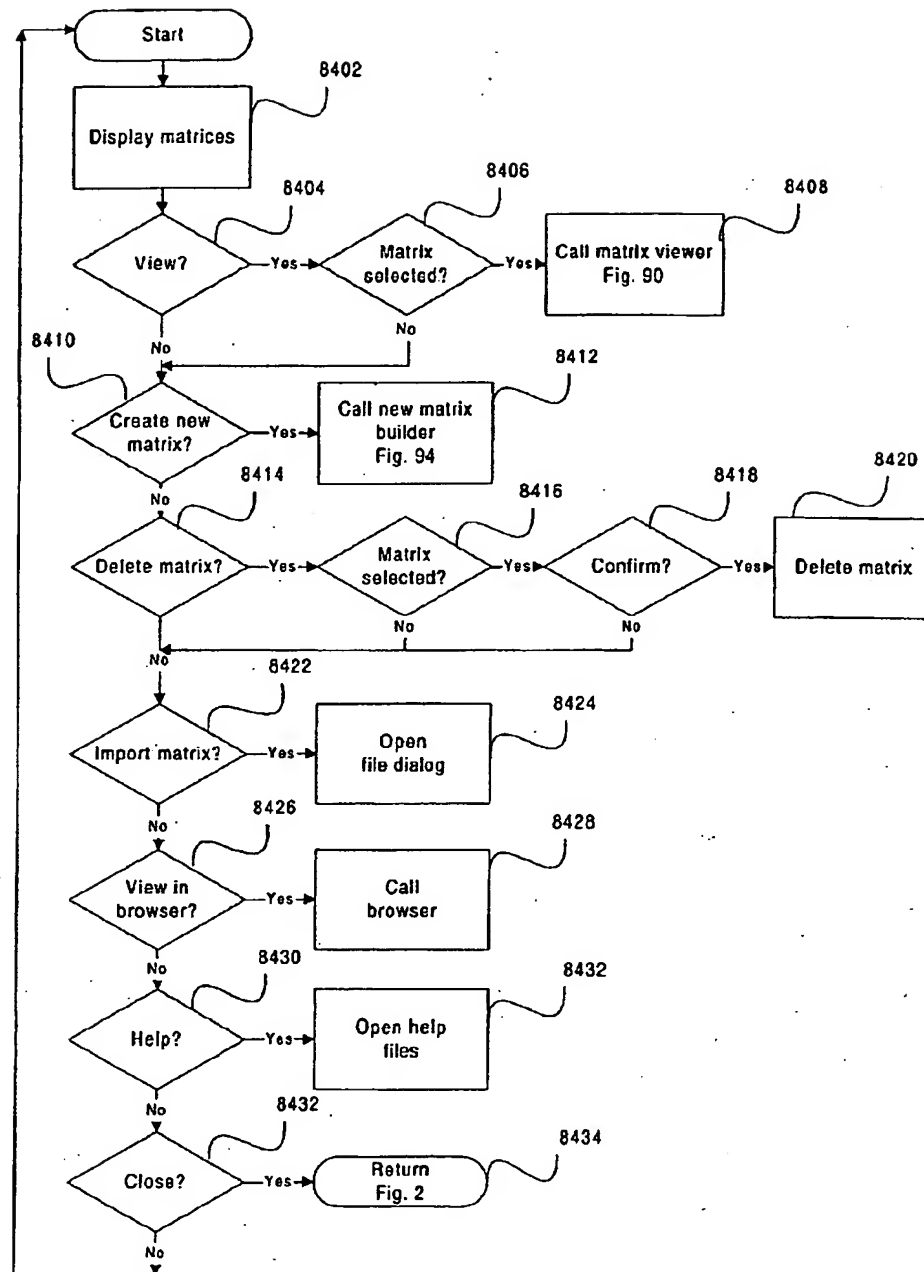 Start
8402
Display matrices
8404
8406
8408
View?
Yes
Matrix
selected?
Yes
Call matrix viewer
Fig. 90
No
No
8410
8412
Create new
matrix?
Yes
Call new matrix
builder
Fig. 94
No
8414
8416
8418
8420
Delete matrix?
Yes
Matrix
selected?
Yes
Confirm?
Yes
Delete matrix
No
No
No
8422
8424
Import matrix?
Yes
Open
file dialog
No
8426
8428
View in
browser?
Yes
Call
browser
No
8430
8432
Help?
Yes
Open help
files
No
8432
8434
Close?
Yes
Return
Fig. 2
No